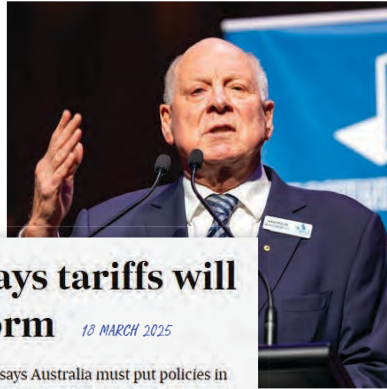 ays tariffs will
orm 18 MARCH 2025
says Australia must put policies in